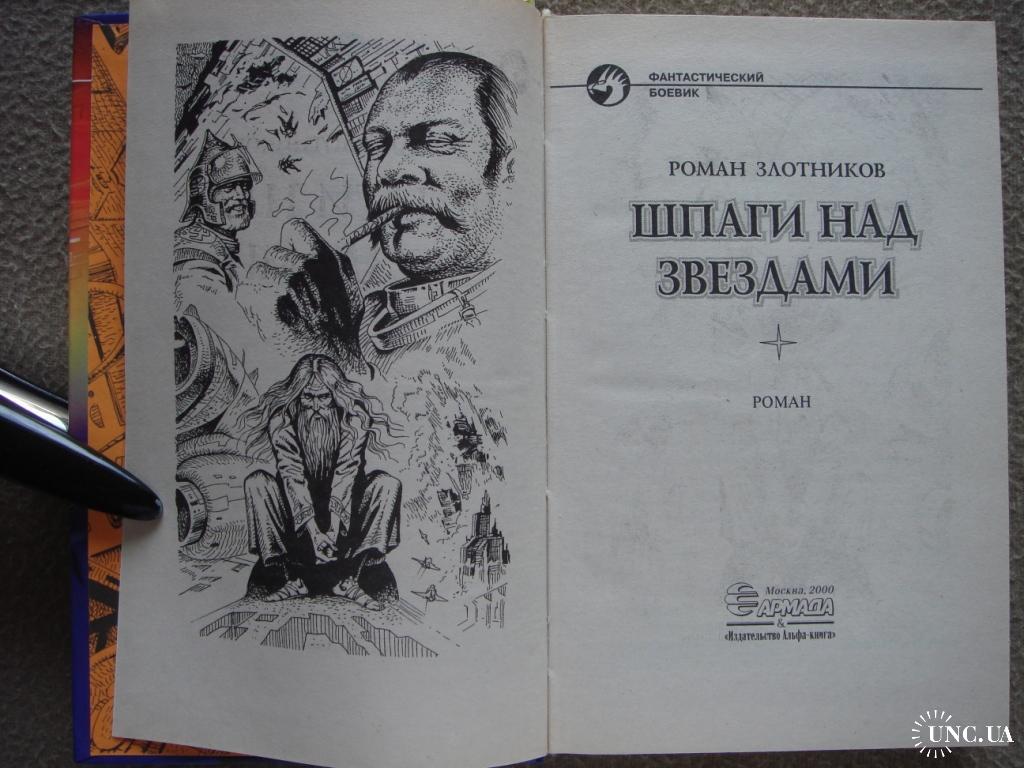 ФАНТАСТИЧЕСКИЙ
БОЕВИК
РОМАН ЗЛОТНИКОВ
ШПАГИ НАД
ЗВЕЗДАМИ
РОМАН
Москва, 2000
АРМАДА
&
«Издательство Альфа-книга»
UNC.UA